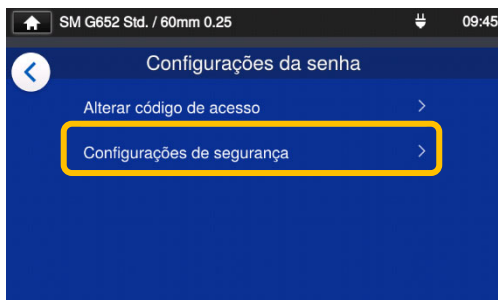 SM G652 Std. / 60mm 0.25 09:45
Configurações da senha
Alterar código de acesso
Configurações de segurança